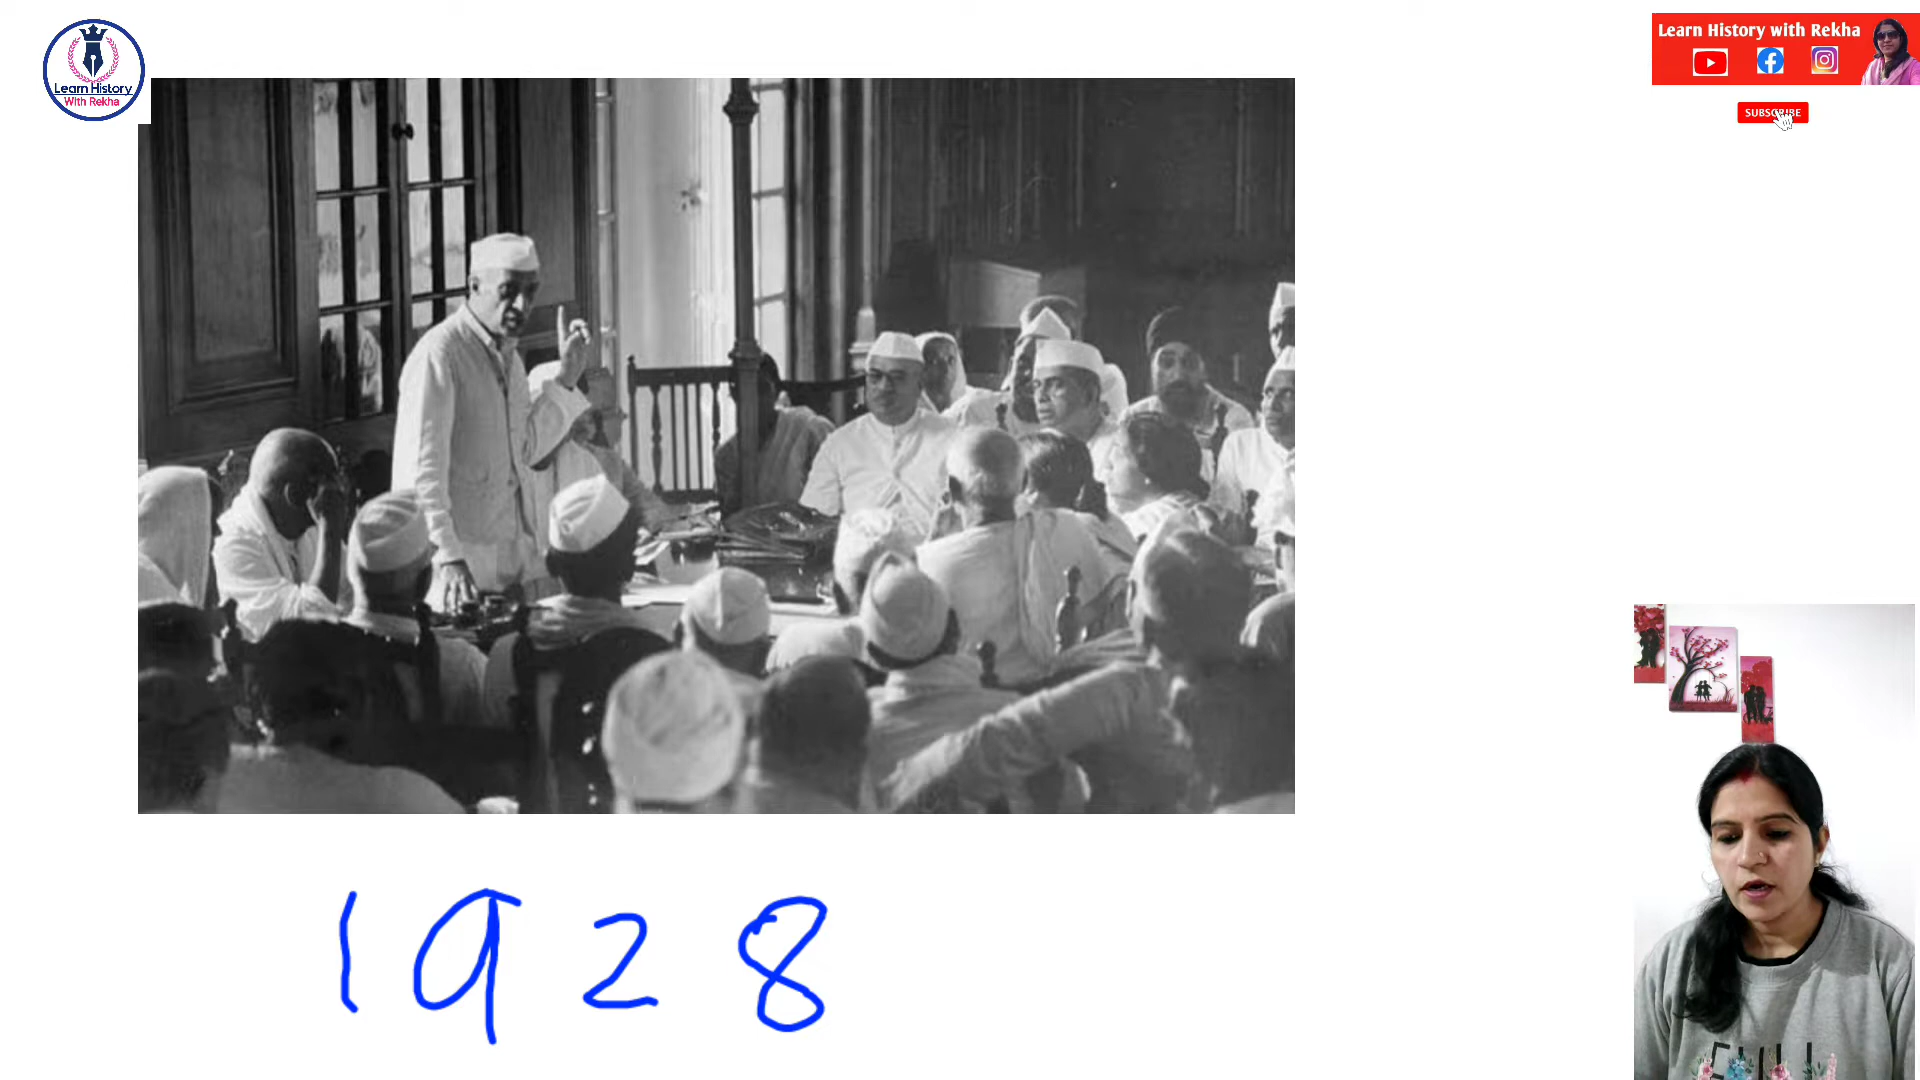 Learn History
With Rekha
Learn History with Rekha
SUBSCRIBE
1928